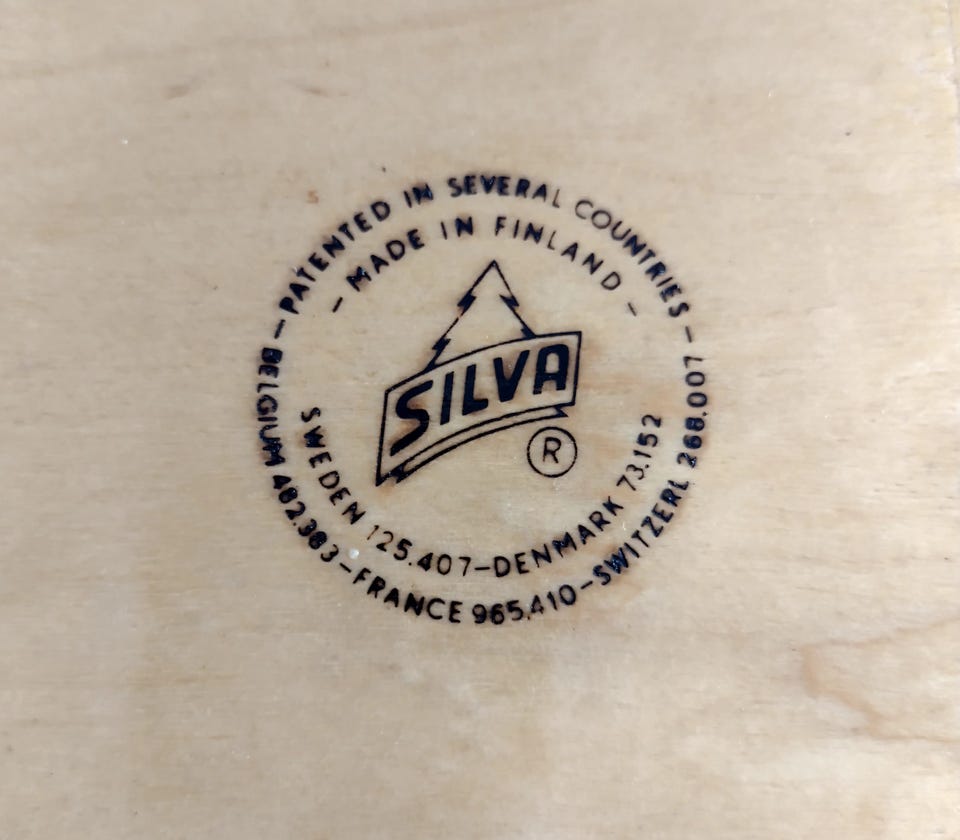 - PATENTED IN SEVERAL COUNTRIES -
- MADE IN FINLAND -
SILVA
®
SWEDEN 125.407-DENMARK 73.152
BELGIUM 482.383-FRANCE 965.410-SWITZERL 268.007